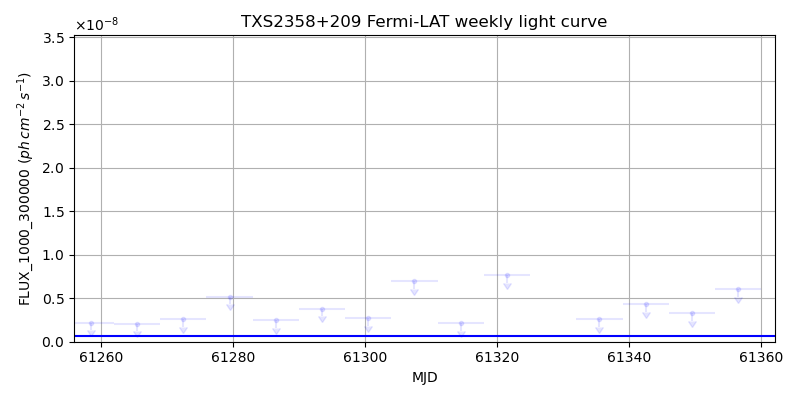 TXS2358+209 Fermi-LAT weekly light curve
×10⁻⁸
3.5
3.0
2.5
2.0
1.5
1.0
0.5
0.0
FLUX_1000_300000 (ph cm⁻² s⁻¹)
61260 61280 61300 61320 61340 61360
MJD